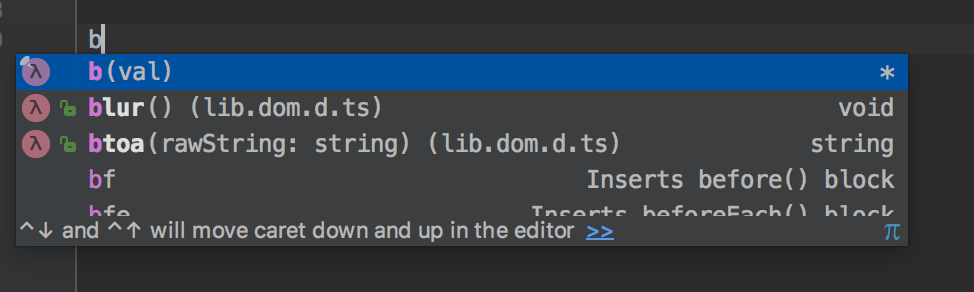 b
b(val) *
λ blur() (lib.dom.d.ts) void
λ btoa(rawString: string) (lib.dom.d.ts) string
bf Inserts before() block
bfe Inserts beforeEach() block
^↓ and ^↑ will move caret down and up in the editor >> π